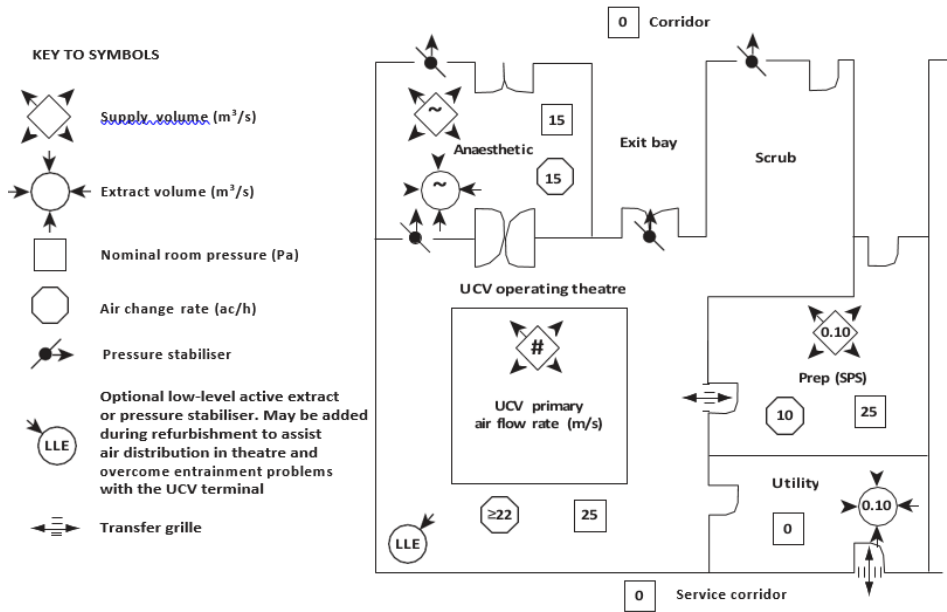 KEY TO SYMBOLS
Supply volume (m³/s)
Extract volume (m³/s)
Nominal room pressure (Pa)
Air change rate (ac/h)
Pressure stabiliser
LLE
Optional low-level active extract
or pressure stabiliser. May be added
during refurbishment to assist
air distribution in theatre and
overcome entrainment problems
with the UCV terminal
Transfer grille
0 Corridor
~
15
Anaesthetic
~
15
Exit bay
Scrub
UCV operating theatre
#
UCV primary
air flow rate (m/s)
≥22
25
LLE
0.10
Prep (SPS)
10
25
Utility
0.10
0
0 Service corridor